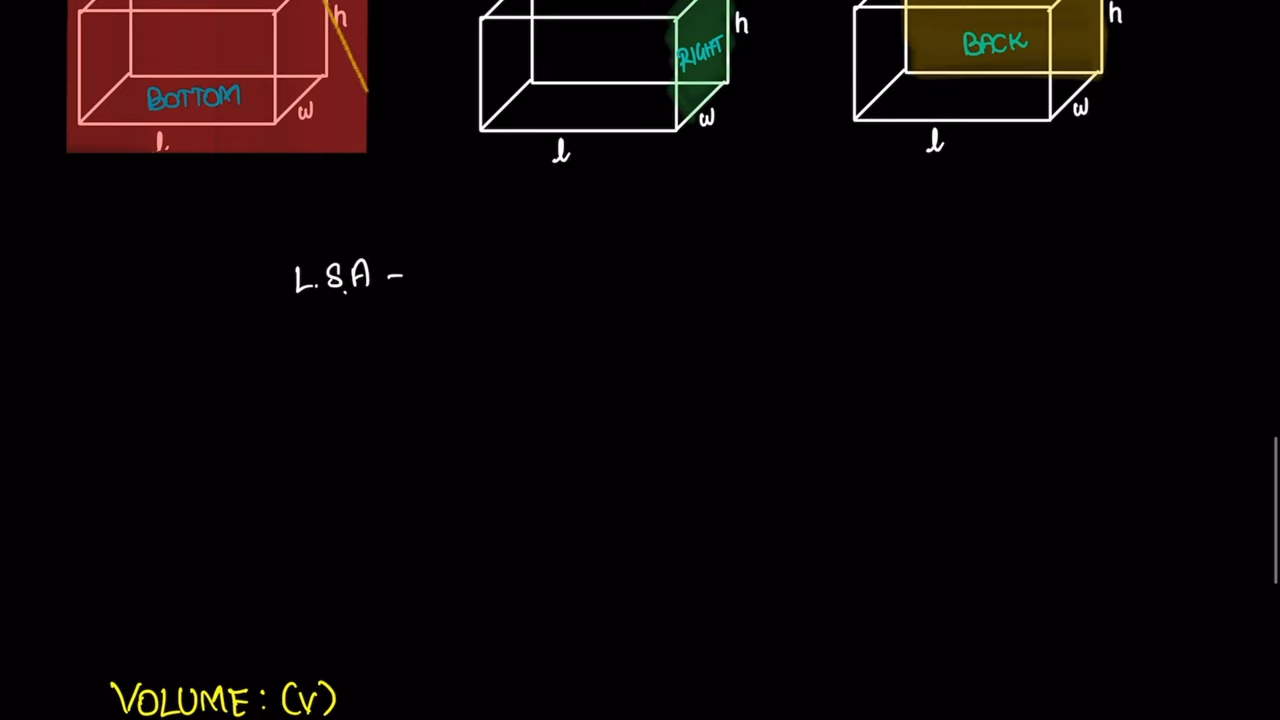 h h h
BOTTOM RIGHT BACK
w w w
l. l l
L.S.A -
VOLUME: (V)